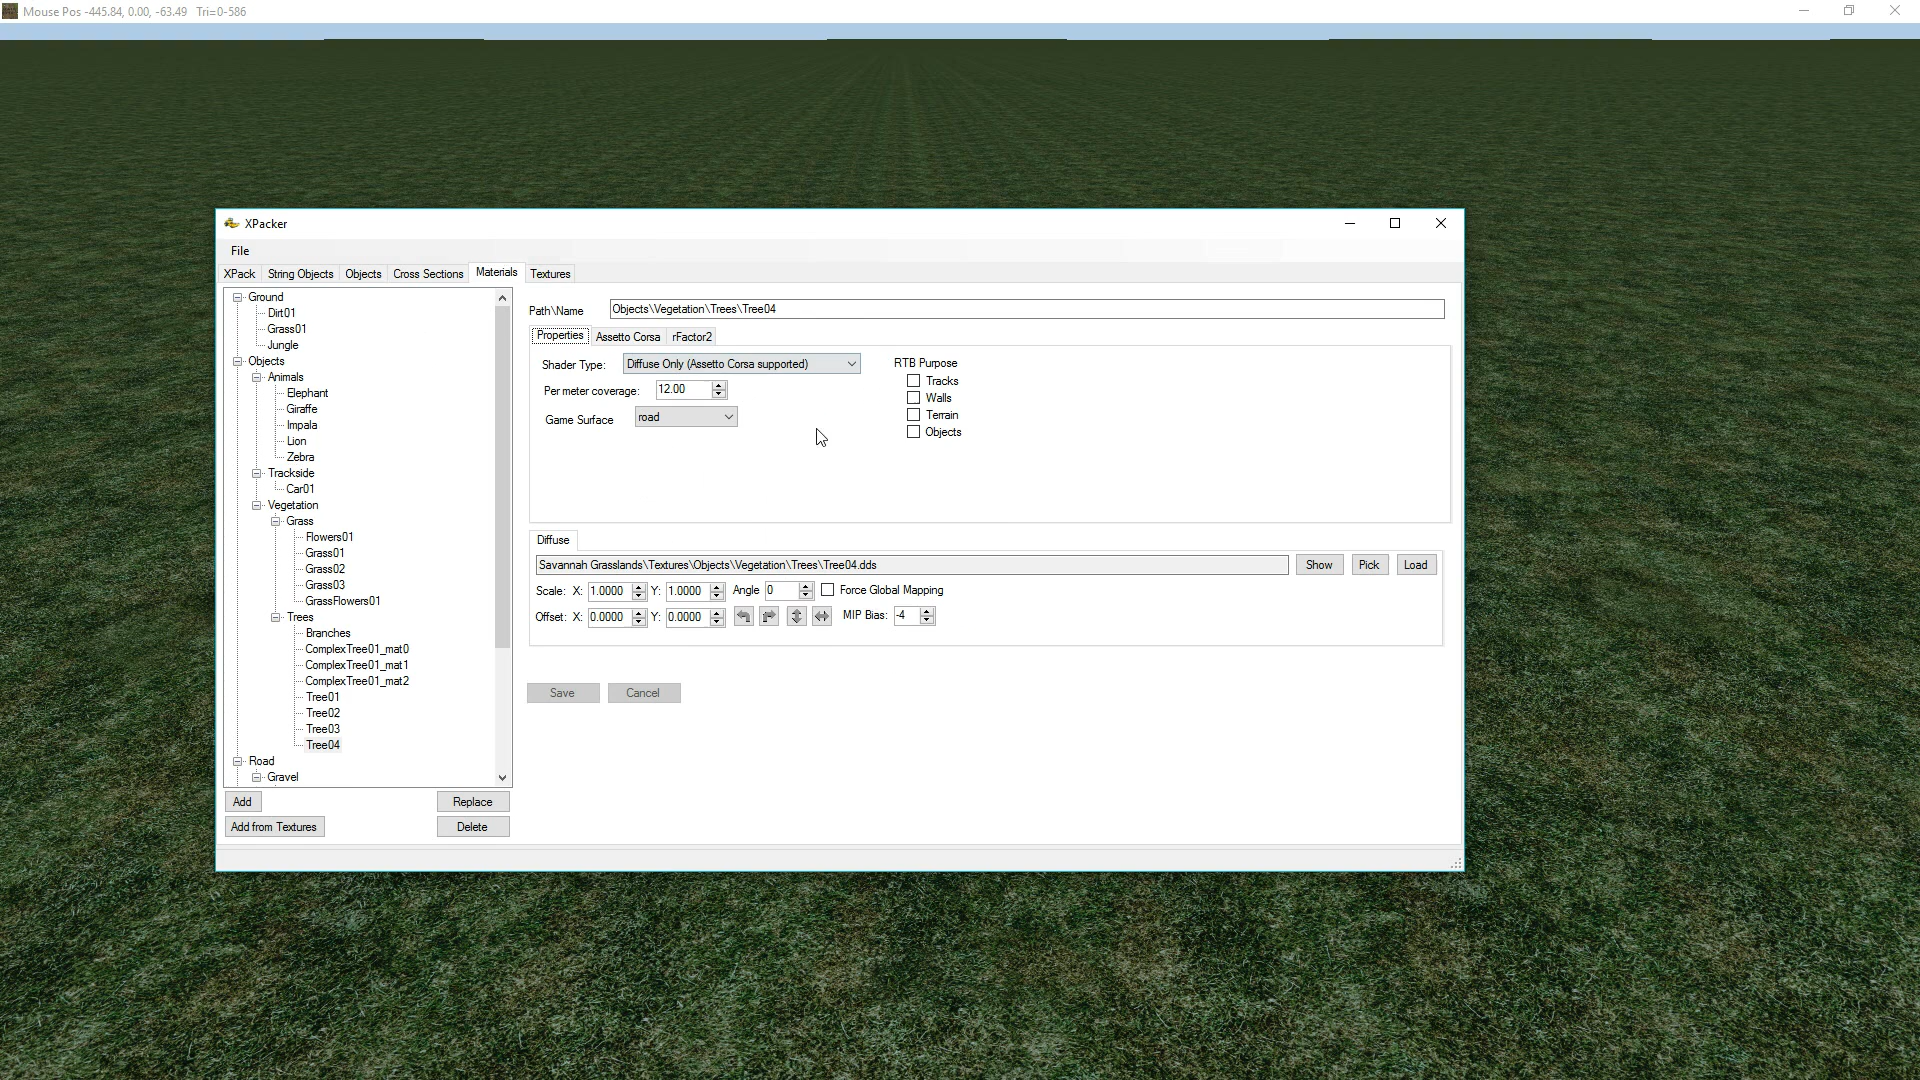 Mouse Pos -445.84, 0.00, -63.49 Tri=0-586
XPacker
File
XPack String Objects Objects Cross Sections Materials Textures
Ground
Dirt01
Grass01
Jungle
Objects
Animals
Elephant
Giraffe
Impala
Lion
Zebra
Trackside
Car01
Vegetation
Grass
Flowers01
Grass01
Grass02
Grass03
GrassFlowers01
Trees
Branches
ComplexTree01_mat0
ComplexTree01_mat1
ComplexTree01_mat2
Tree01
Tree02
Tree03
Tree04
Road
Gravel
Add Replace
Add from Textures Delete
Path\Name Objects\Vegetation\Trees\Tree04
Properties Assetto Corsa rFactor2
Shader Type: Diffuse Only (Assetto Corsa supported)
Per meter coverage: 12.00
Game Surface road
RTB Purpose
Tracks
Walls
Terrain
Objects
Diffuse
Savannah Grasslands\Textures\Objects\Vegetation\Trees\Tree04.dds Show Pick Load
Scale: X: 1.0000 Y: 1.0000 Angle 0 Force Global Mapping
Offset: X: 0.0000 Y: 0.0000 MIP Bias: -4
Save Cancel